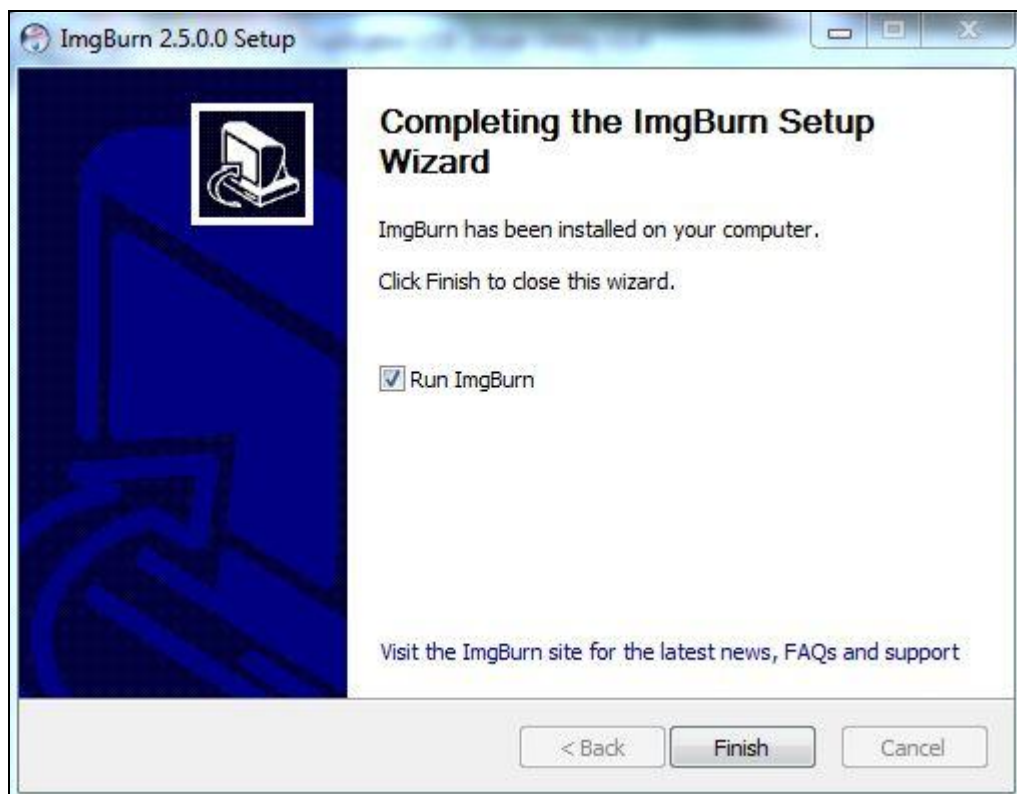 ImgBurn 2.5.0.0 Setup
Completing the ImgBurn Setup
Wizard
ImgBurn has been installed on your computer.
Click Finish to close this wizard.
Run ImgBurn
Visit the ImgBurn site for the latest news, FAQs and support
< Back Finish Cancel